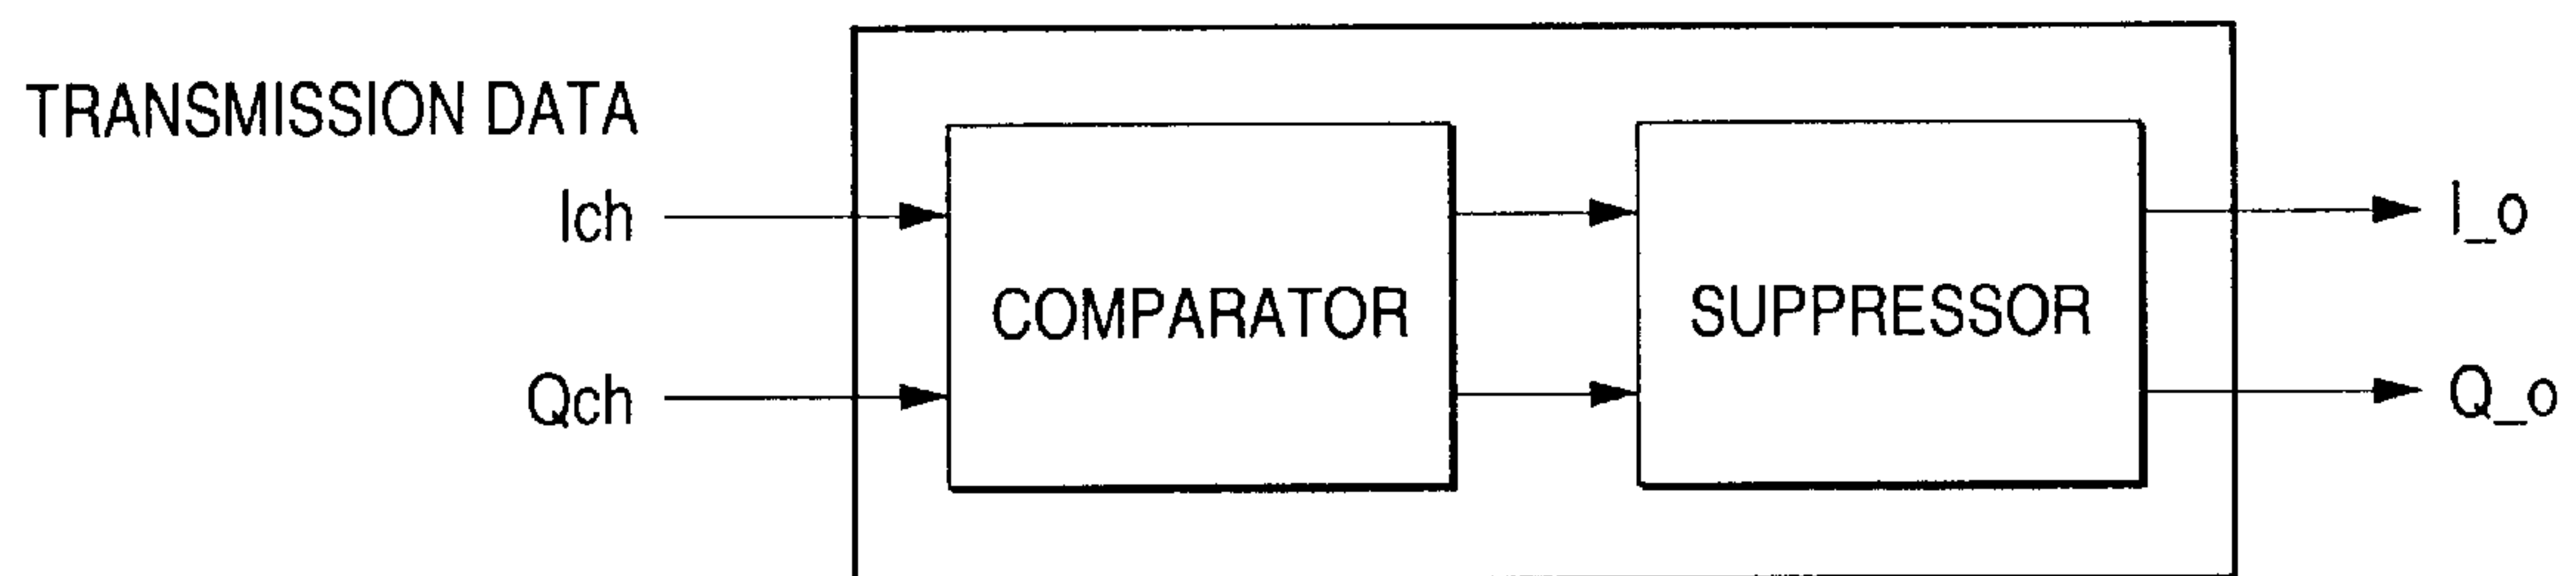 TRANSMISSION DATA
Ich
Qch
COMPARATOR
SUPPRESSOR
I_o
Q_o